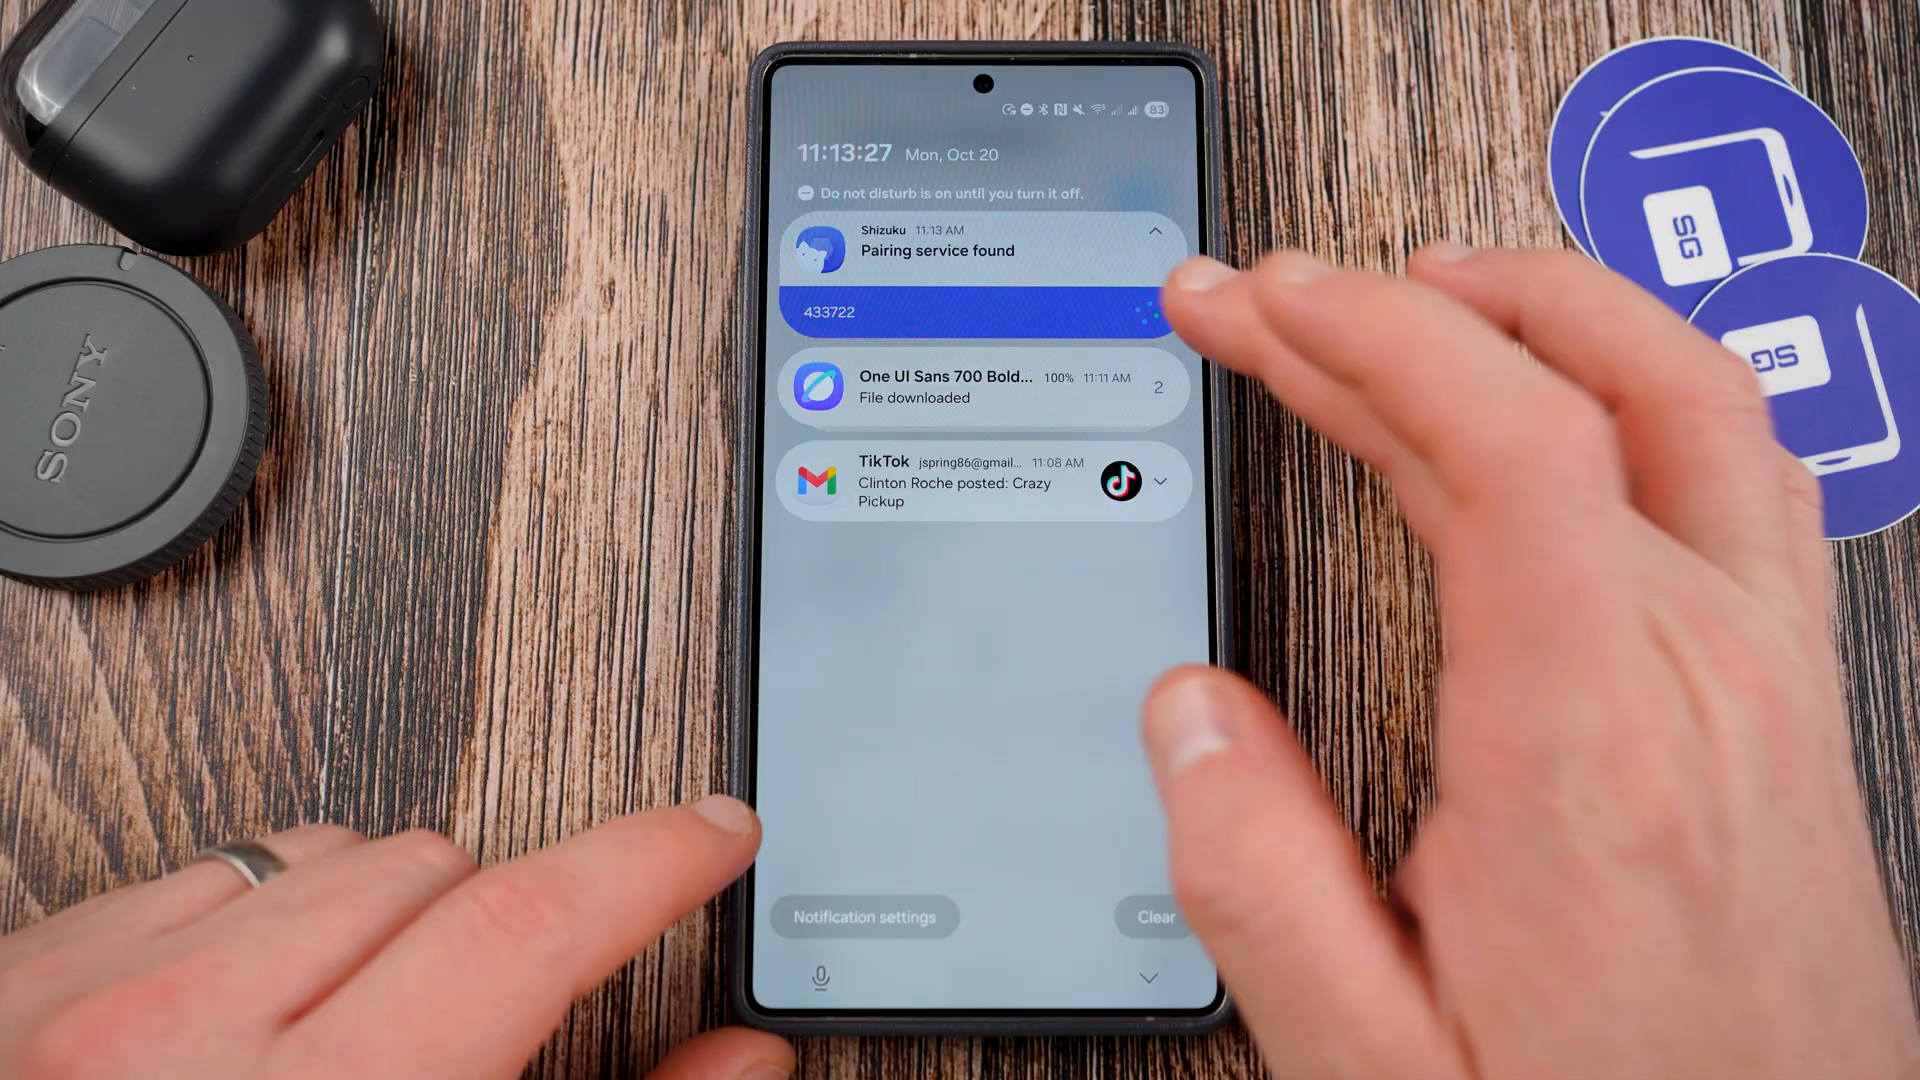 83
11:13:27 Mon, Oct 20
Do not disturb is on until you turn it off.
Shizuku 11:13 AM
Pairing service found
433722
One UI Sans 700 Bold... 100% 11:11 AM
File downloaded
2
TikTok jspring86@gmail... 11:08 AM
Clinton Roche posted: Crazy
Pickup
Notification settings
Clear
SONY
SG
SG